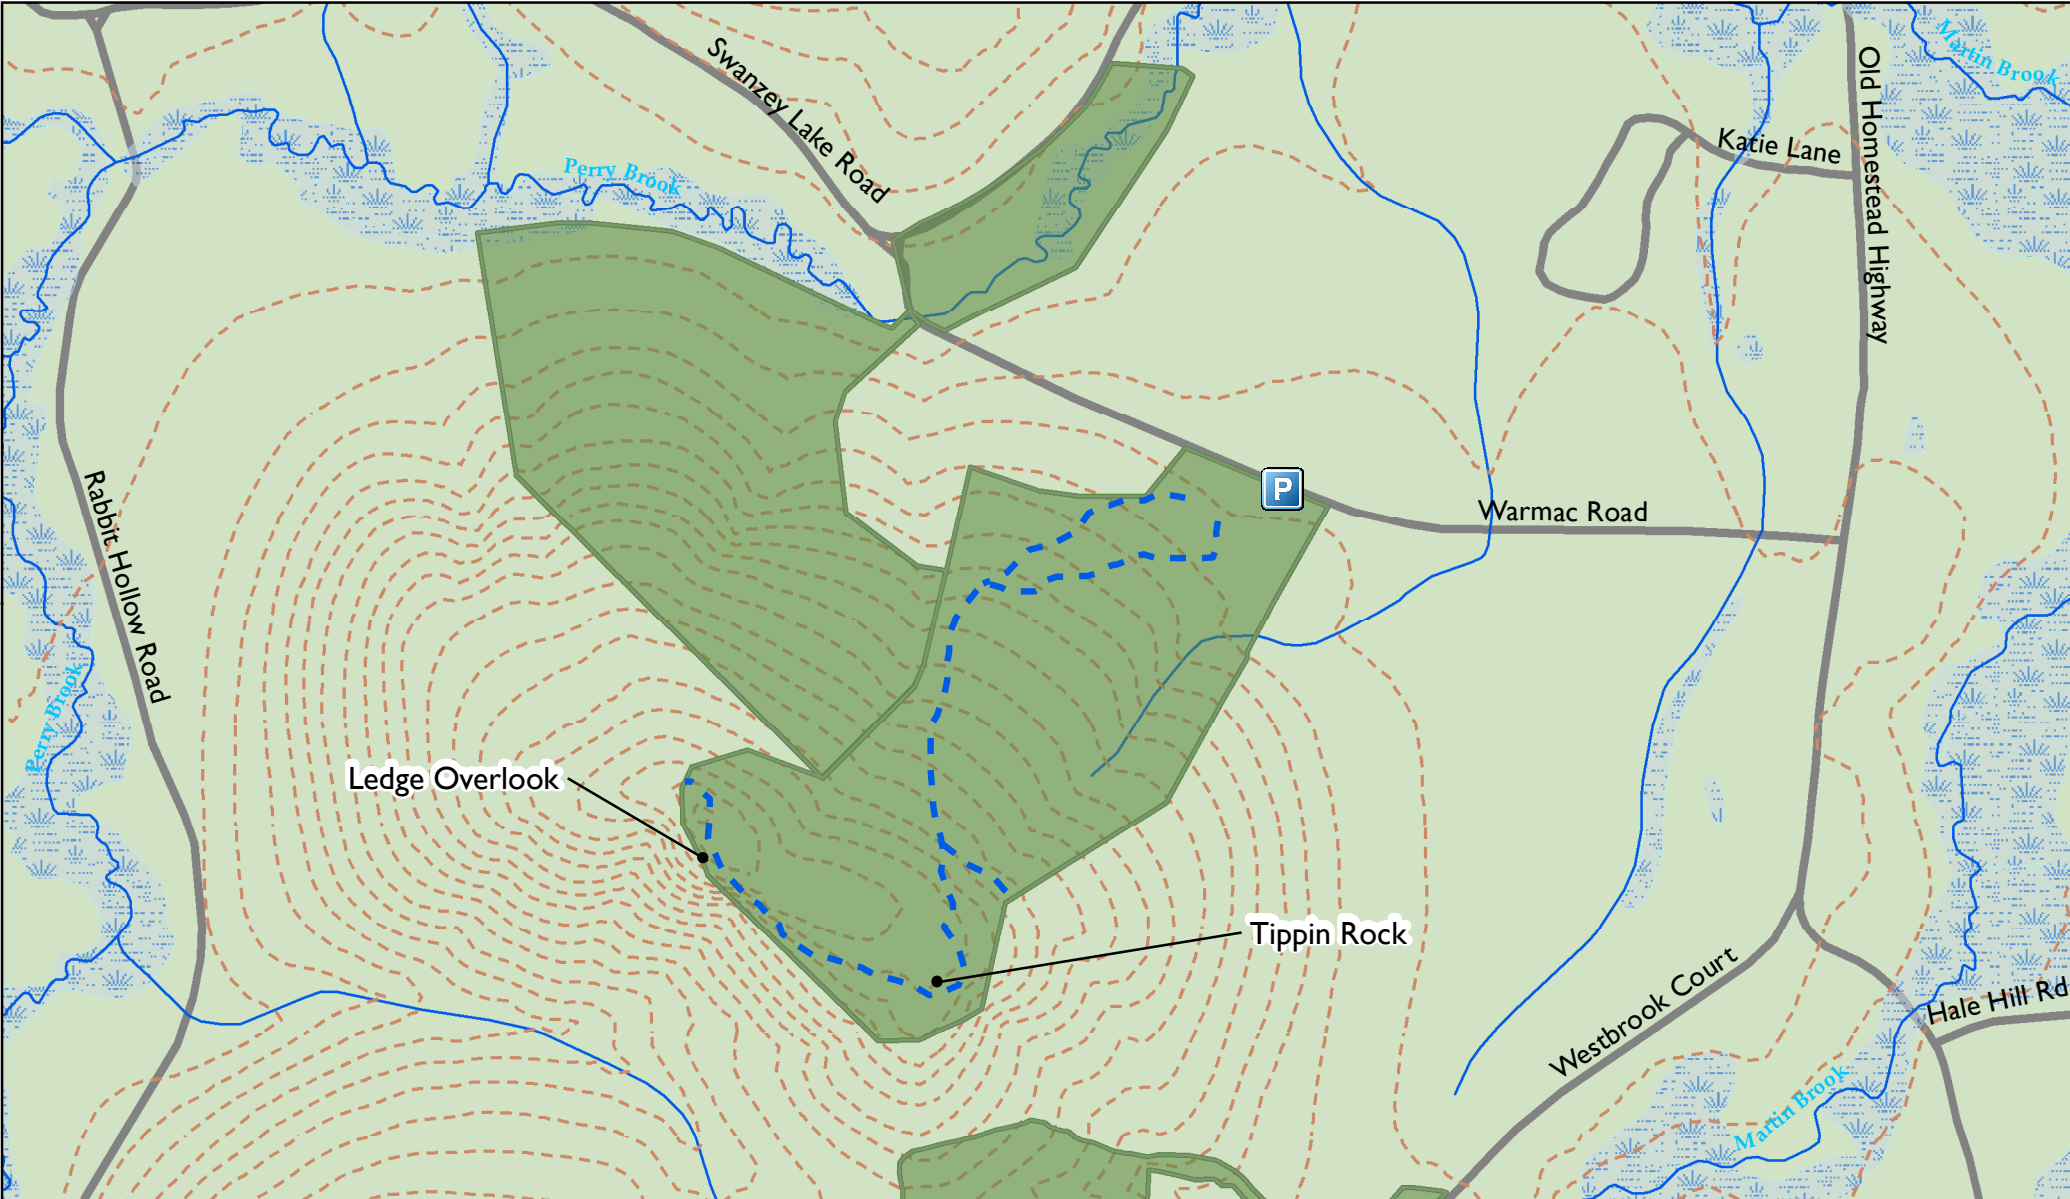 Martin Brook
Swanzey Lake Road
Old Homestead Highway
Katie Lane
Perry Brook
P
Warmac Road
Rabbit Hollow Road
Perry Brook
Ledge Overlook
Tippin Rock
Westbrook Court
Hale Hill Rd
Martin Brook